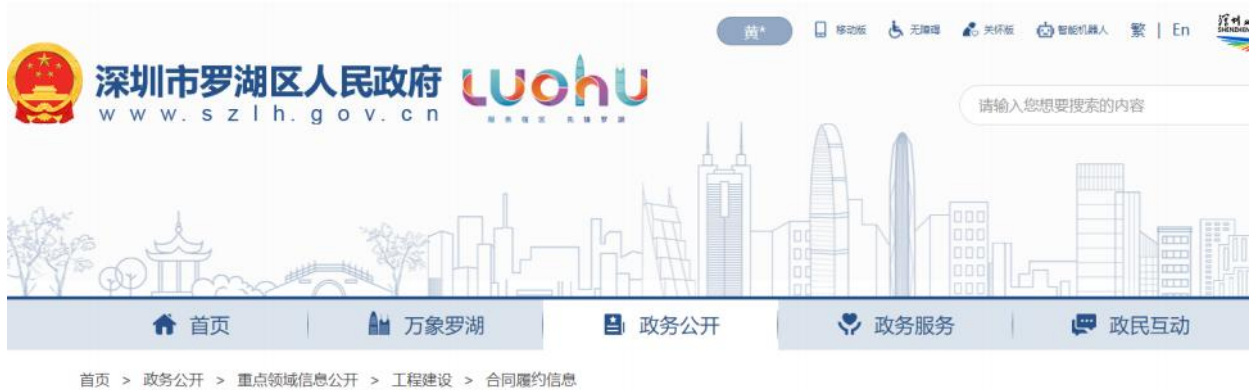 黄*
移动版 无障碍 关怀版 智能机器人 繁 | En
深圳市罗湖区人民政府
www.szlh.gov.cn
LUOHU
请输入您想要搜索的内容
首页 万象罗湖 政务公开 政务服务 政民互动
首页 > 政务公开 > 重点领域信息公开 > 工程建设 > 合同履约信息